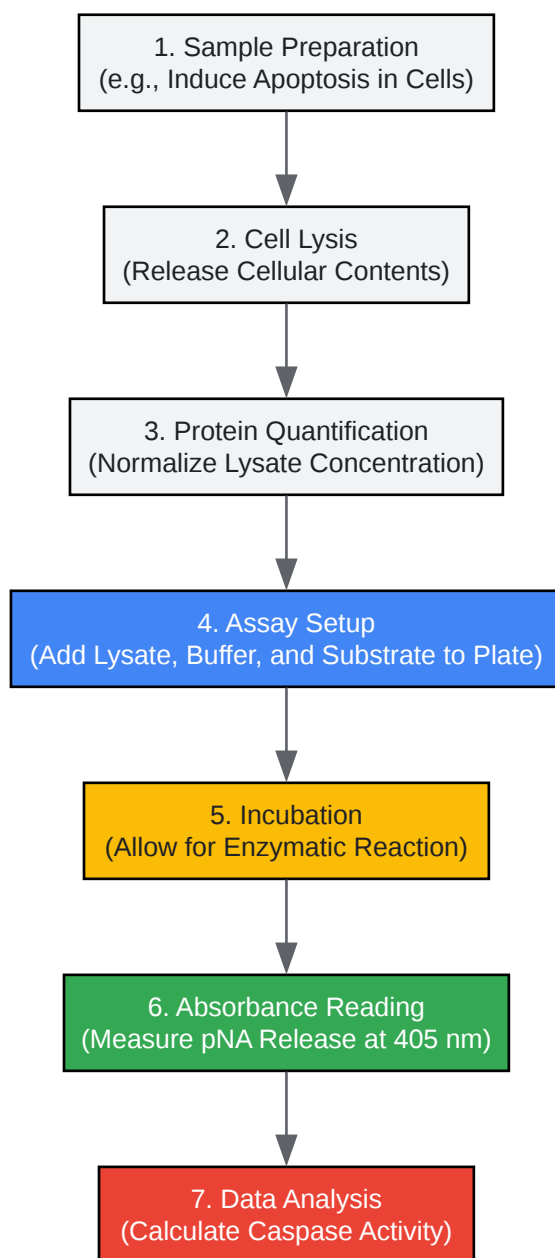 1. Sample Preparation
(e.g., Induce Apoptosis in Cells)
2. Cell Lysis
(Release Cellular Contents)
3. Protein Quantification
(Normalize Lysate Concentration)
4. Assay Setup
(Add Lysate, Buffer, and Substrate to Plate)
5. Incubation
(Allow for Enzymatic Reaction)
6. Absorbance Reading
(Measure pNA Release at 405 nm)
7. Data Analysis
(Calculate Caspase Activity)